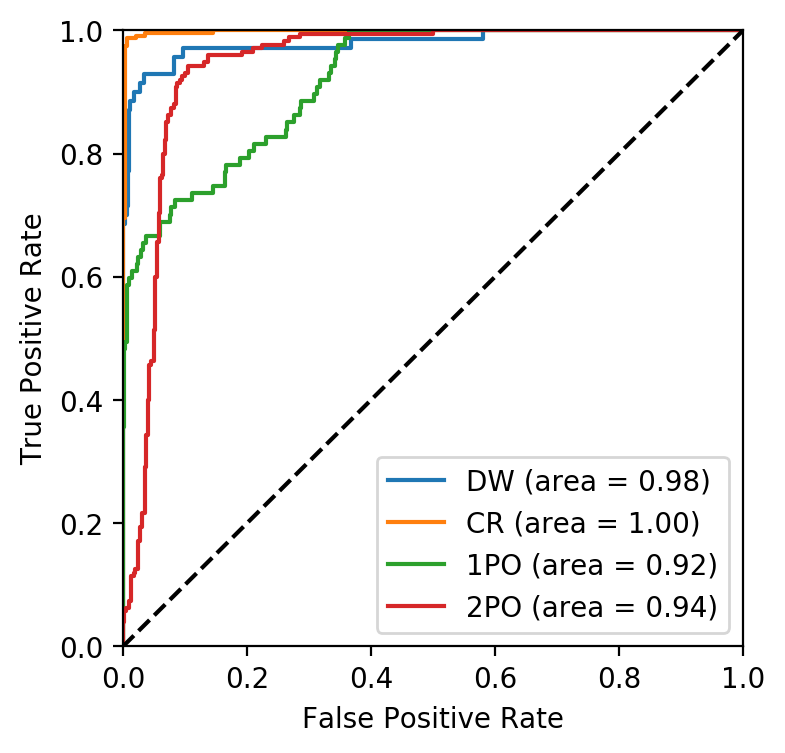 1.0
0.8
0.6
0.4
0.2
0.0
True Positive Rate
DW (area = 0.98)
CR (area = 1.00)
1PO (area = 0.92)
2PO (area = 0.94)
0.0 0.2 0.4 0.6 0.8 1.0
False Positive Rate